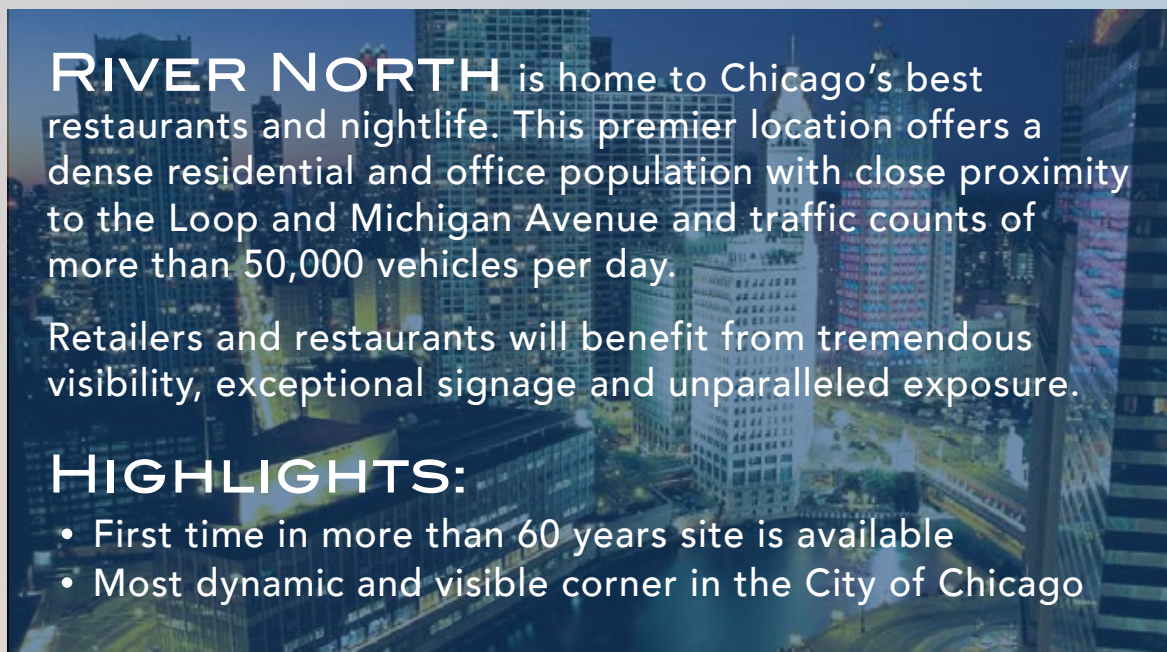 RIVER NORTH is home to Chicago’s best
restaurants and nightlife. This premier location offers a
dense residential and office population with close proximity
to the Loop and Michigan Avenue and traffic counts of
more than 50,000 vehicles per day.
Retailers and restaurants will benefit from tremendous
visibility, exceptional signage and unparalleled exposure.
HIGHLIGHTS:
• First time in more than 60 years site is available
• Most dynamic and visible corner in the City of Chicago